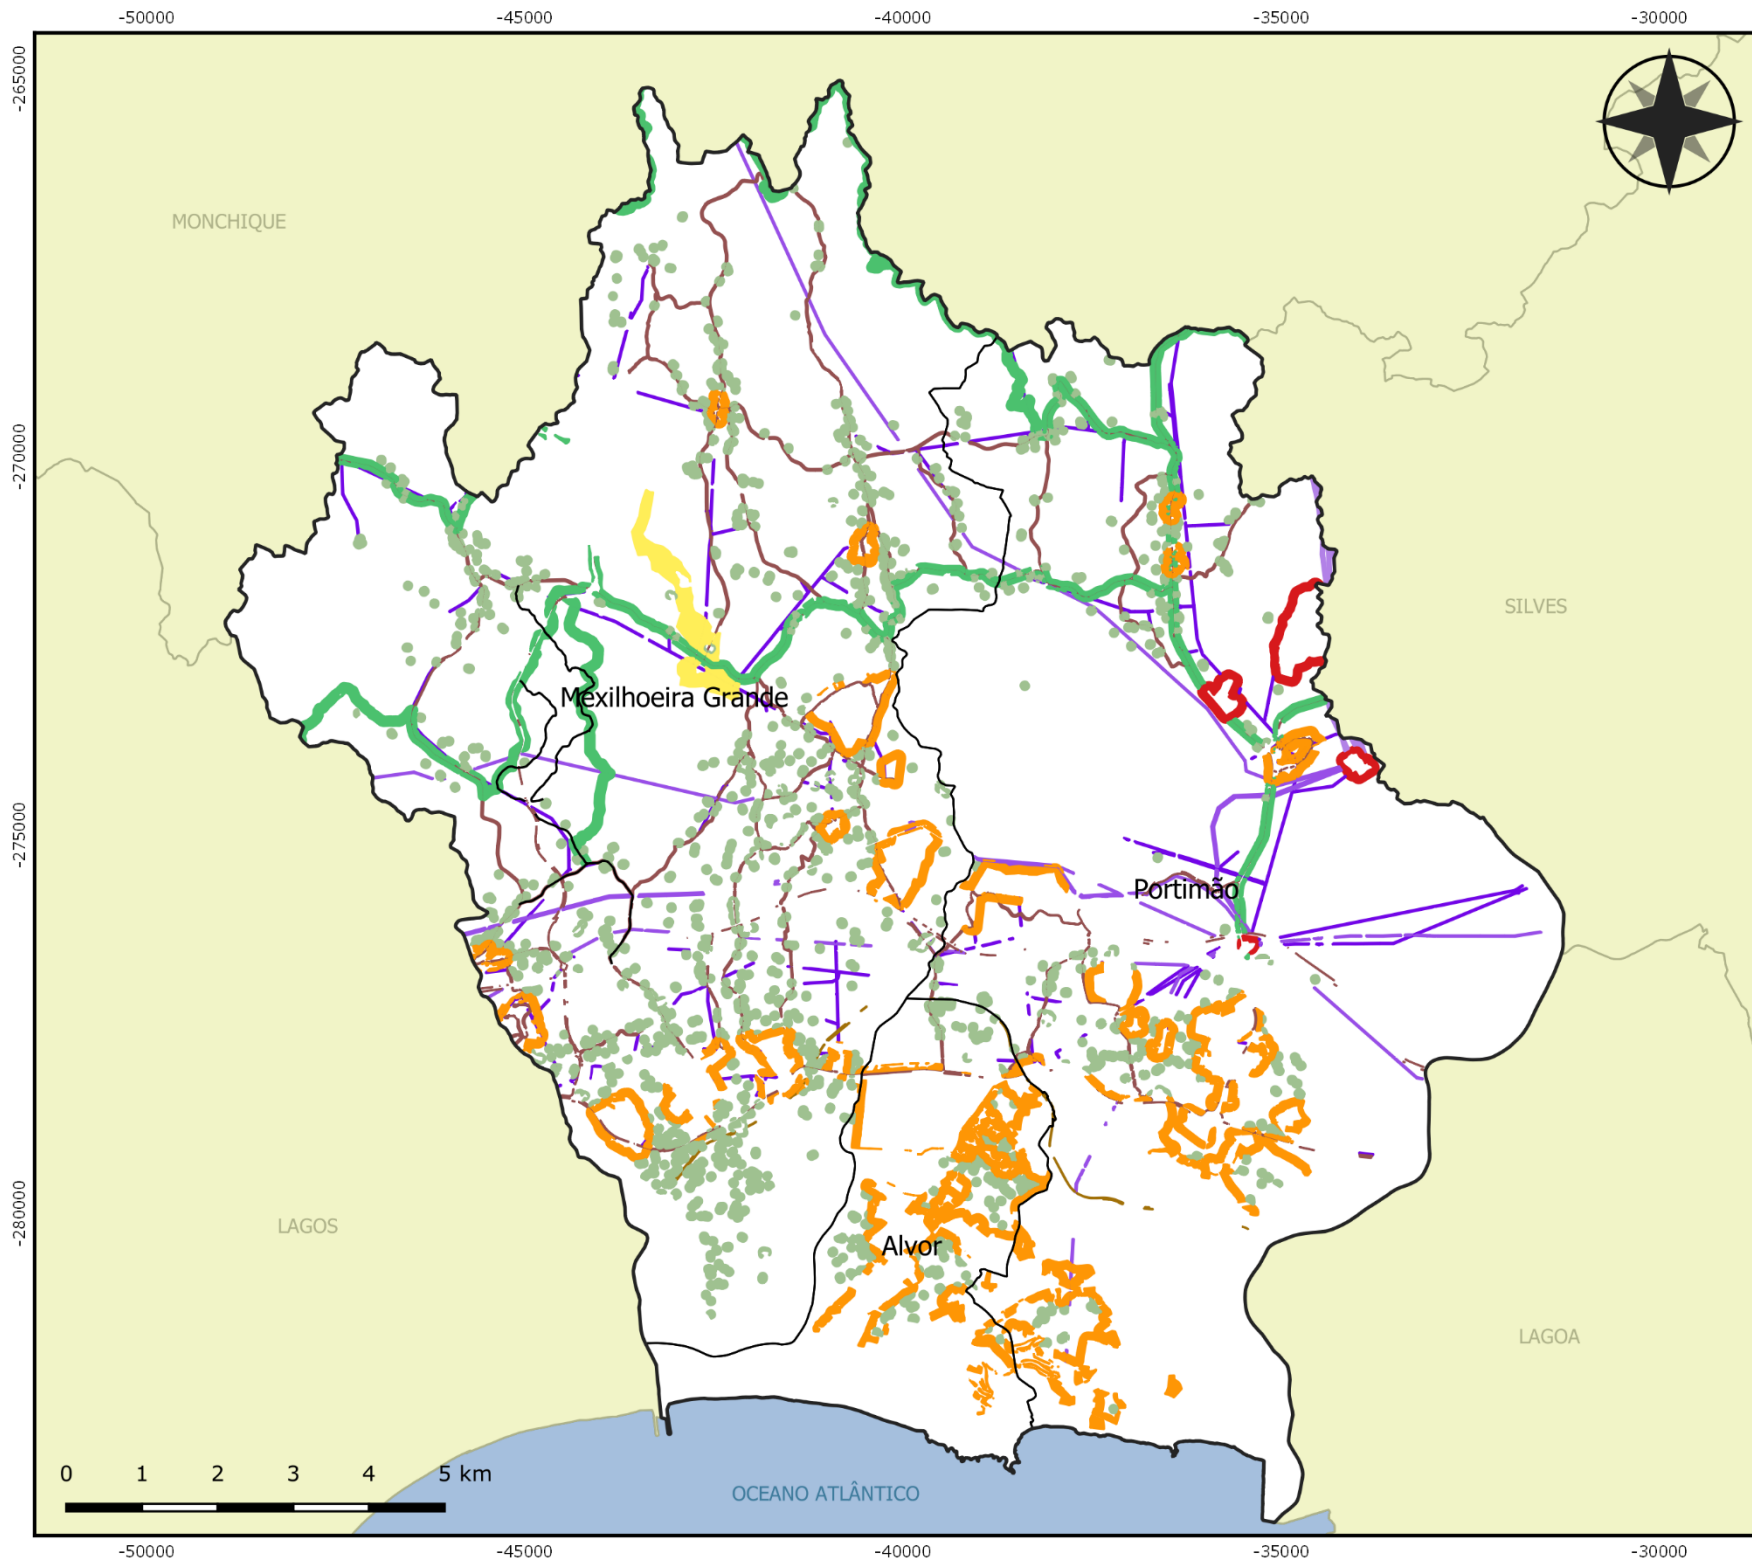 -50000 -45000 -40000 -35000 -30000
-265000
MONCHIQUE
-270000
SILVES
Mexilhoeira Grande
-275000
Portimão
-280000
LAGOS
Alvor
LAGOA
0 1 2 3 4 5 km
OCEANO ATLÂNTICO
-50000 -45000 -40000 -35000 -30000